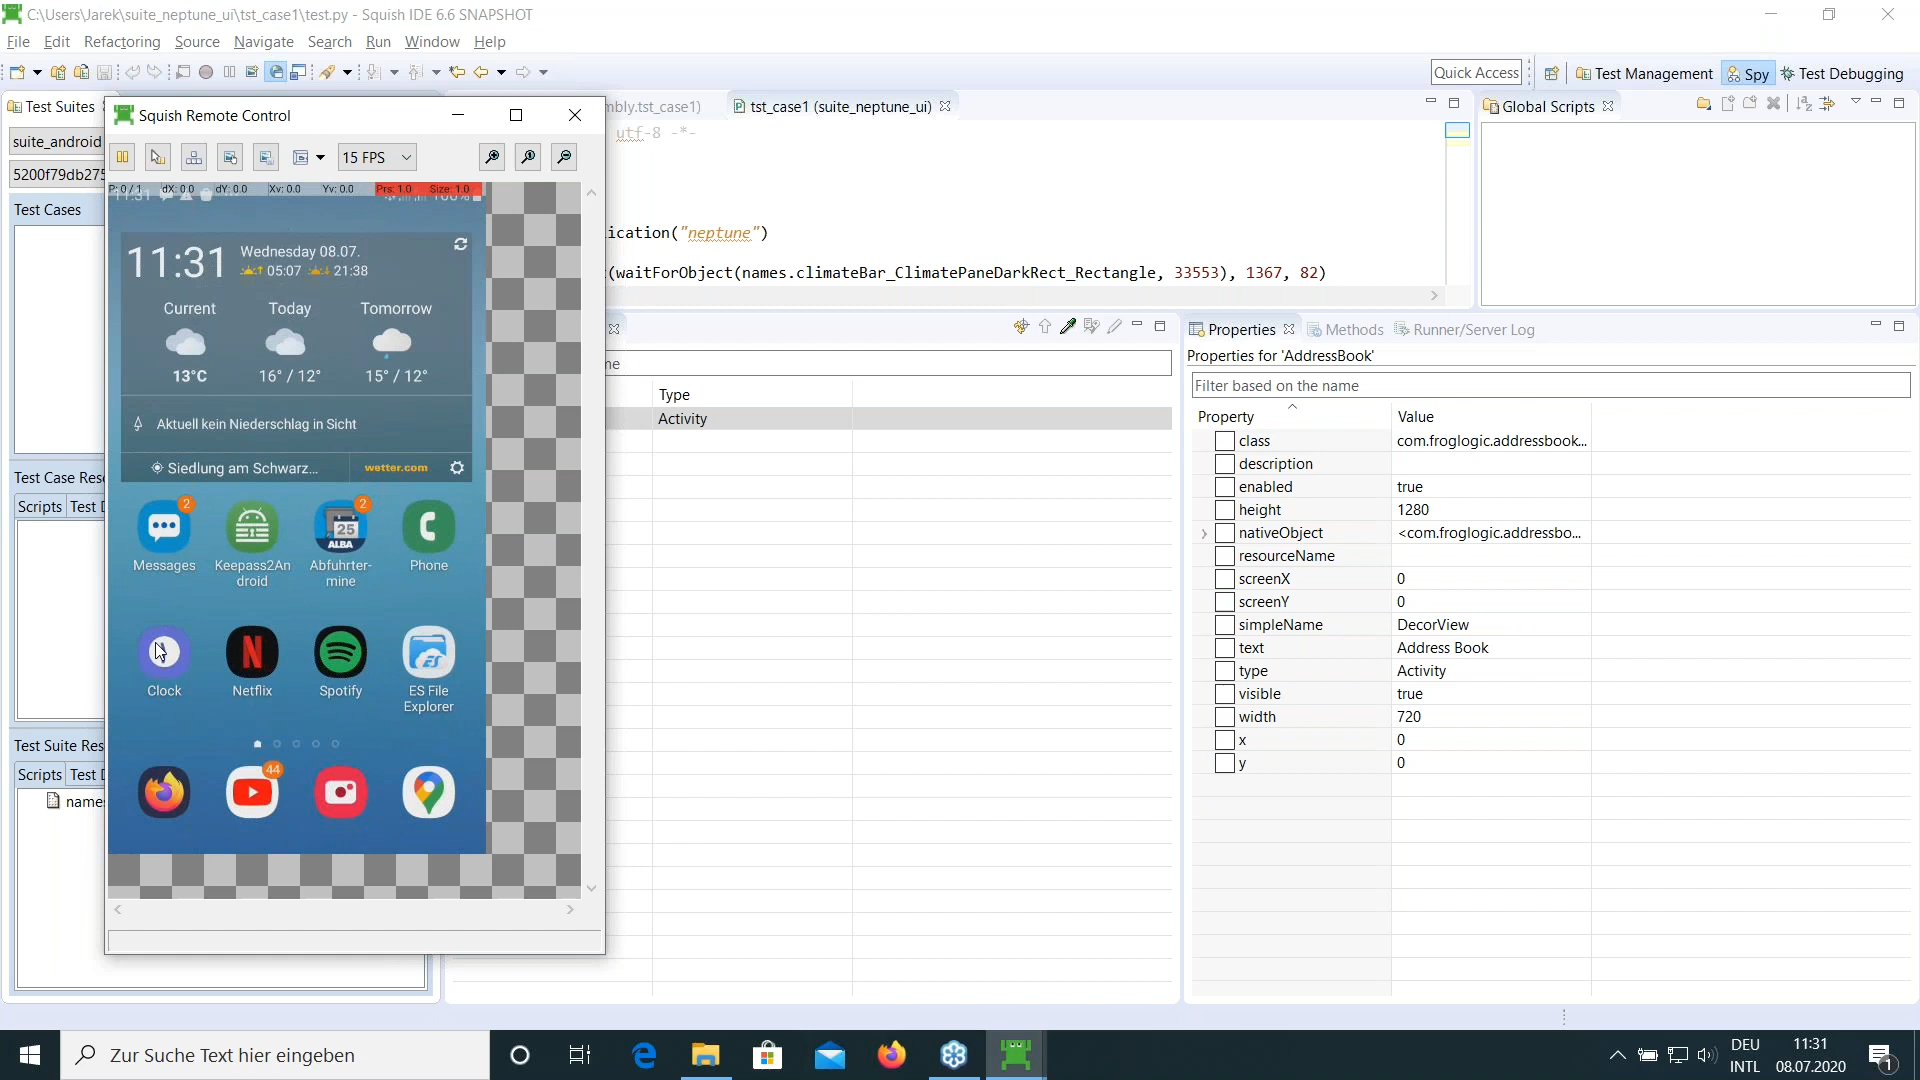 C:\Users\Jarek\suite_neptune_ui\tst_case1\test.py - Squish IDE 6.6 SNAPSHOT
File Edit Refactoring Source Navigate Search Run Window Help
Quick Access
Test Management
Spy
Test Debugging
Test Suites
Squish Remote Control
mbly.tst_case1)
tst_case1 (suite_neptune_ui)
Global Scripts
suite_android
utf-8 -*-
15 FPS
5200f79db275
P: 0 / 1 dX: 0.0 dY: 0.0 Xv: 0.0 Yv: 0.0 Prs: 1.0 Size: 1.0
11:31 100%
Test Cases
ication("neptune")
(waitForObject(names.climateBar_ClimatePaneDarkRect_Rectangle, 33553), 1367, 82)
11:31
Wednesday 08.07.
05:07 21:38
Current Today Tomorrow
13°C 16° / 12° 15° / 12°
Aktuell kein Niederschlag in Sicht
Siedlung am Schwarz...
wetter.com
2
2
25
ALBA
Messages
Keepass2An
droid
Abfuhrter-
mine
Phone
Clock
Netflix
Spotify
ES
ES File
Explorer
44
Test Case Res
Scripts Test D
Test Suite Res
Scripts Test D
name
me
Type
Activity
Properties
Methods
Runner/Server Log
Properties for 'AddressBook'
Filter based on the name
Property Value
class com.froglogic.addressbook...
description
enabled true
height 1280
nativeObject <com.froglogic.addressbo...
resourceName
screenX 0
screenY 0
simpleName DecorView
text Address Book
type Activity
visible true
width 720
x 0
y 0
Zur Suche Text hier eingeben
DEU
INTL
11:31
08.07.2020
1